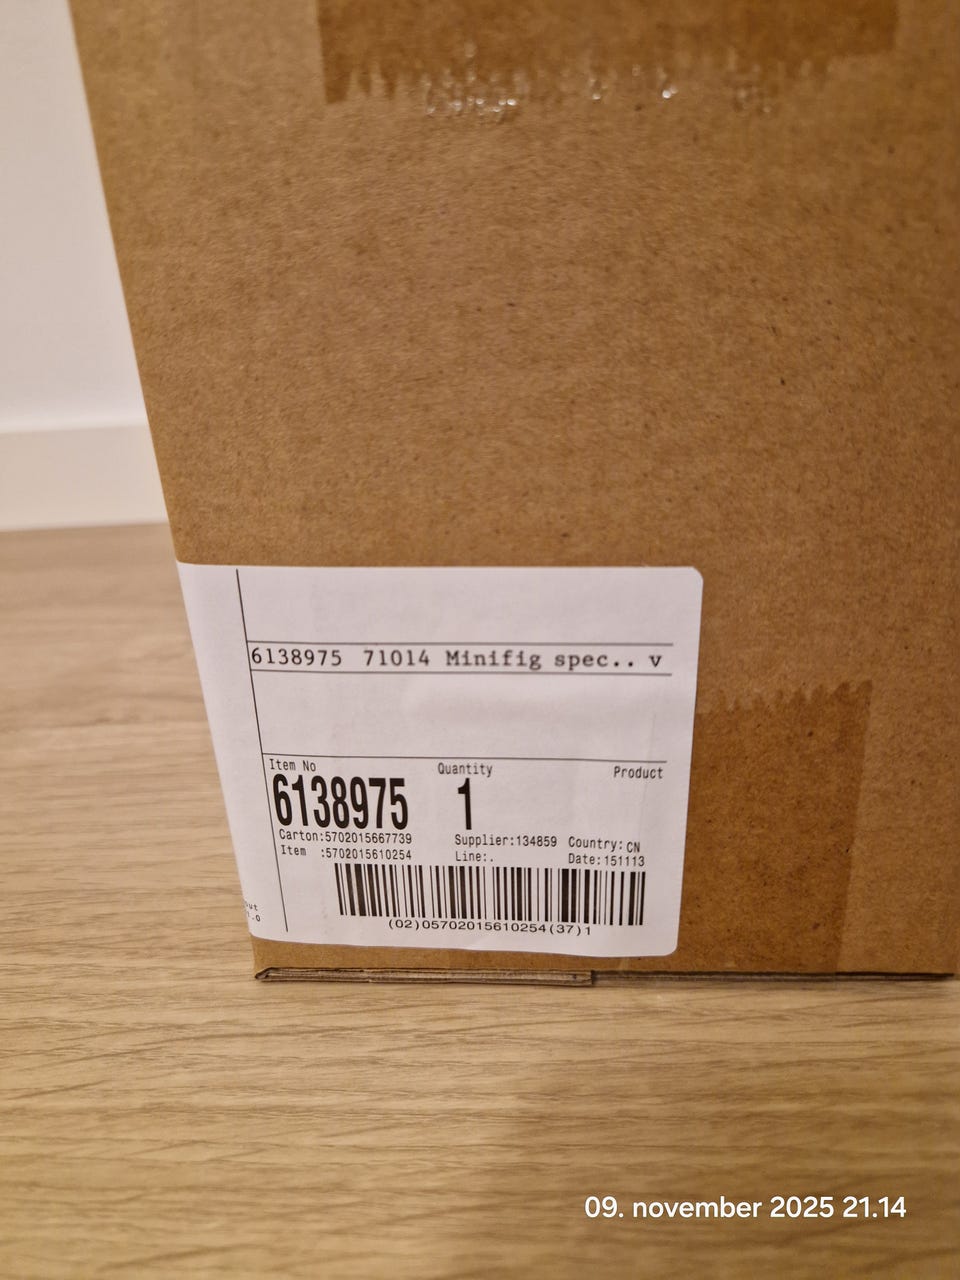 6138975 71014 Minifig spec.. v
Item No
Quantity
Product
6138975
1
Carton:5702015667739
Supplier:134859
Country:CN
Item :5702015610254
Line:.
Date:151113
(02)05702015610254(37)1
09. november 2025 21.14